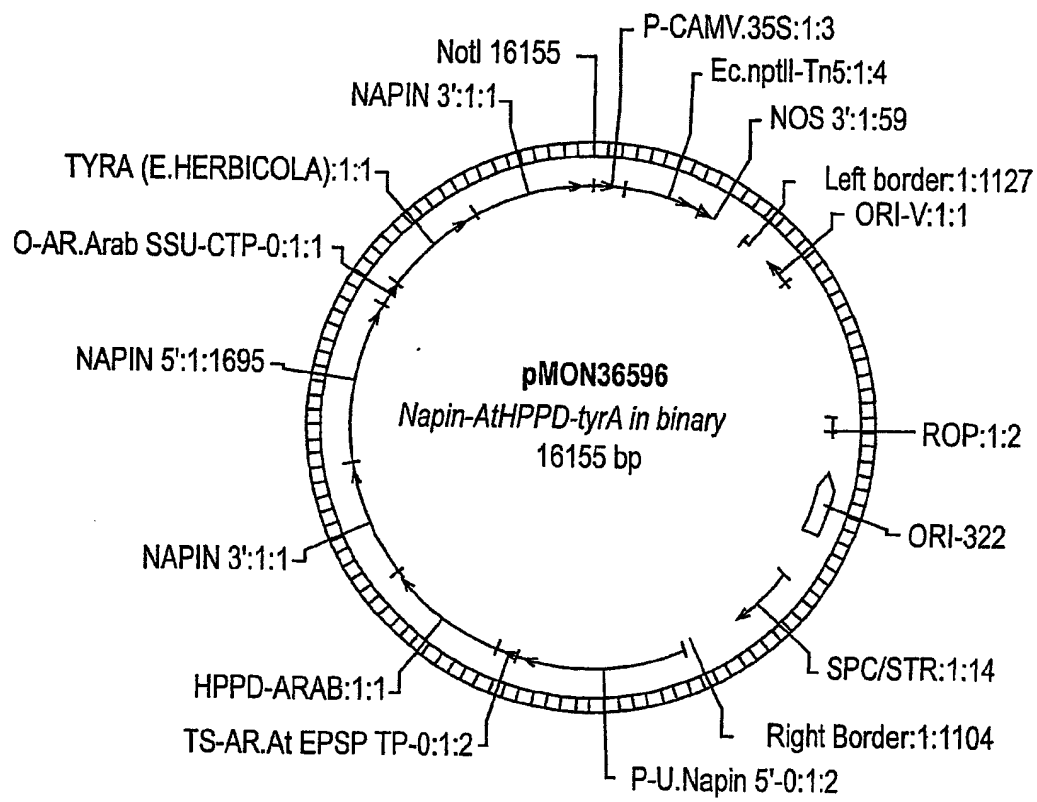 P-CAMV.35S:1:3
NotI 16155
Ec.nptII-Tn5:1:4
NAPIN 3':1:1
NOS 3':1:59
TYRA (E.HERBICOLA):1:1
Left border:1:1127
ORI-V:1:1
O-AR.Arab SSU-CTP-0:1:1
NAPIN 5':1:1695
pMON36596
Napin-AtHPPD-tyrA in binary
16155 bp
ROP:1:2
ORI-322
NAPIN 3':1:1
SPC/STR:1:14
HPPD-ARAB:1:1
TS-AR.At EPSP TP-0:1:2
Right Border:1:1104
P-U.Napin 5'-0:1:2